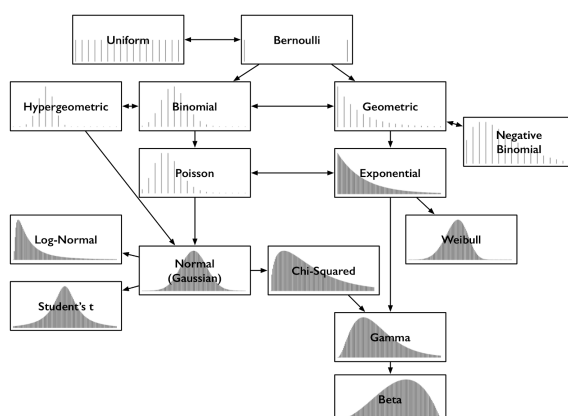 Uniform
Bernoulli
Hypergeometric
Binomial
Geometric
Negative
Binomial
Poisson
Exponential
Log-Normal
Normal
(Gaussian)
Chi-Squared
Weibull
Student's t
Gamma
Beta